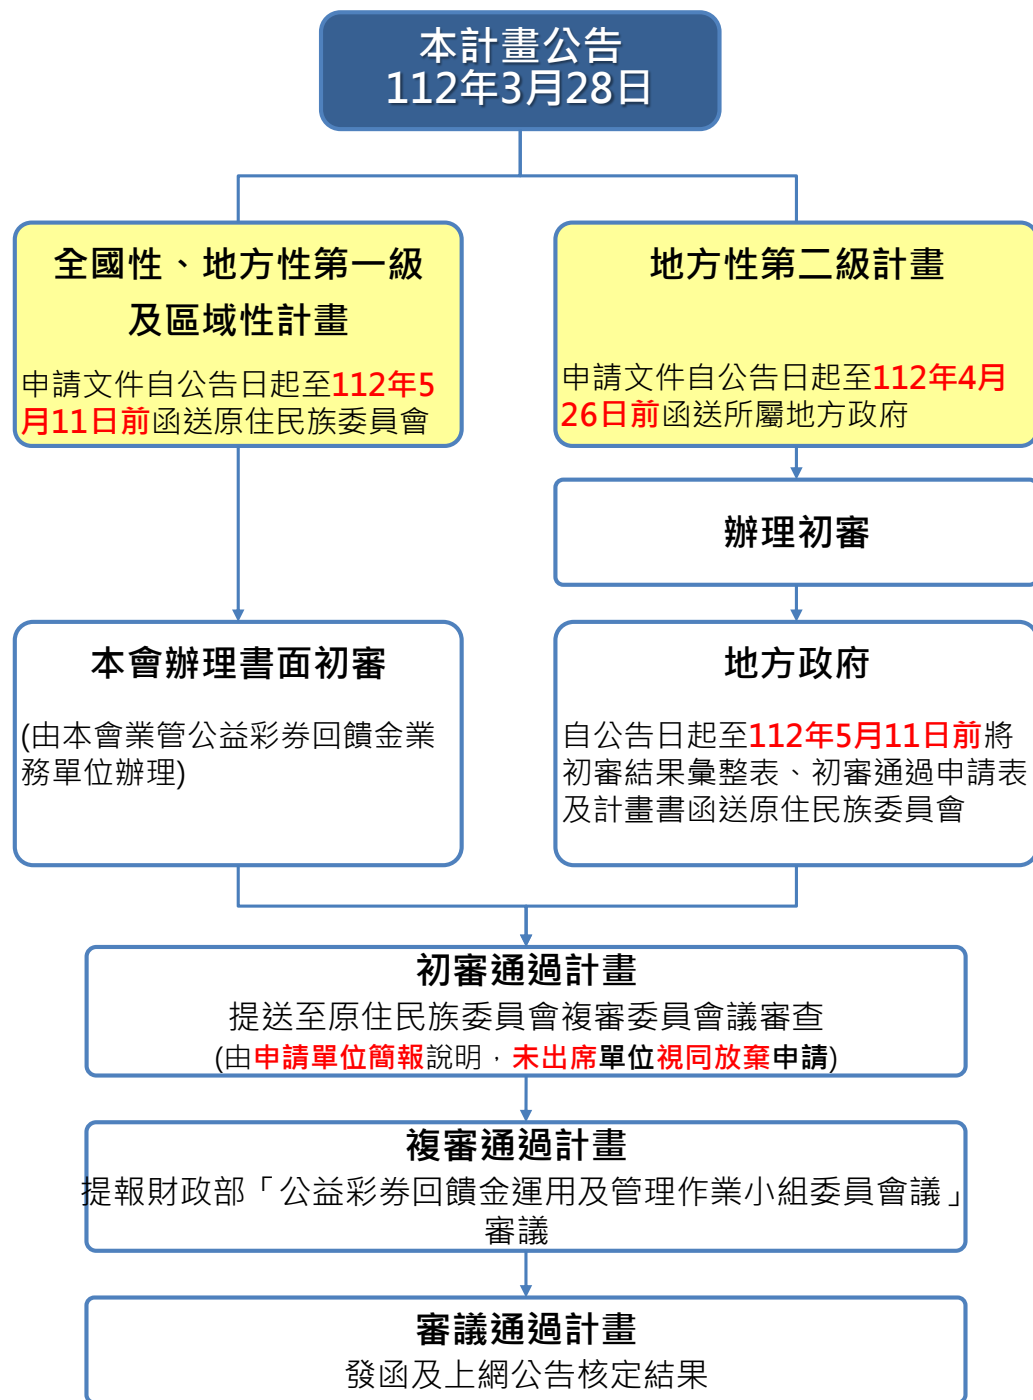 本計畫公告
112年3月28日
全國性、地方性第一級
及區域性計畫
申請文件自公告日起至112年5
月11日前函送原住民族委員會
地方性第二級計畫
申請文件自公告日起至112年4月
26日前函送所屬地方政府
辦理初審
本會辦理書面初審
(由本會業管公益彩券回饋金業
務單位辦理)
地方政府
自公告日起至112年5月11日前將
初審結果彙整表、初審通過申請表
及計畫書函送原住民族委員會
初審通過計畫
提送至原住民族委員會複審委員會議審查
(由申請單位簡報說明，未出席單位視同放棄申請)
複審通過計畫
提報財政部「公益彩券回饋金運用及管理作業小組委員會議」
審議
審議通過計畫
發函及上網公告核定結果